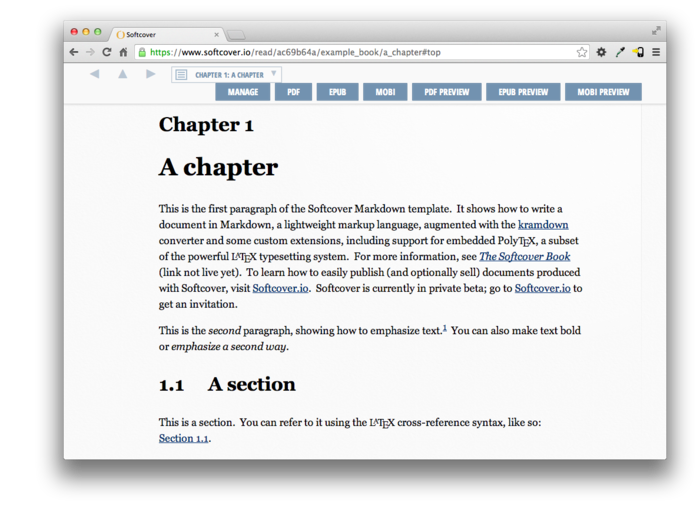 Softcover
https://www.softcover.io/read/ac69b64a/example_book/a_chapter#top
CHAPTER 1: A CHAPTER
MANAGE PDF EPUB MOBI PDF PREVIEW EPUB PREVIEW MOBI PREVIEW
Chapter 1
A chapter
This is the first paragraph of the Softcover Markdown template. It shows how to write a
document in Markdown, a lightweight markup language, augmented with the kramdown
converter and some custom extensions, including support for embedded PolyTEX, a subset
of the powerful LATEX typesetting system. For more information, see The Softcover Book
(link not live yet). To learn how to easily publish (and optionally sell) documents produced
with Softcover, visit Softcover.io. Softcover is currently in private beta; go to Softcover.io to
get an invitation.
This is the second paragraph, showing how to emphasize text.1 You can also make text bold
or emphasize a second way.
1.1 A section
This is a section. You can refer to it using the LATEX cross-reference syntax, like so:
Section 1.1.